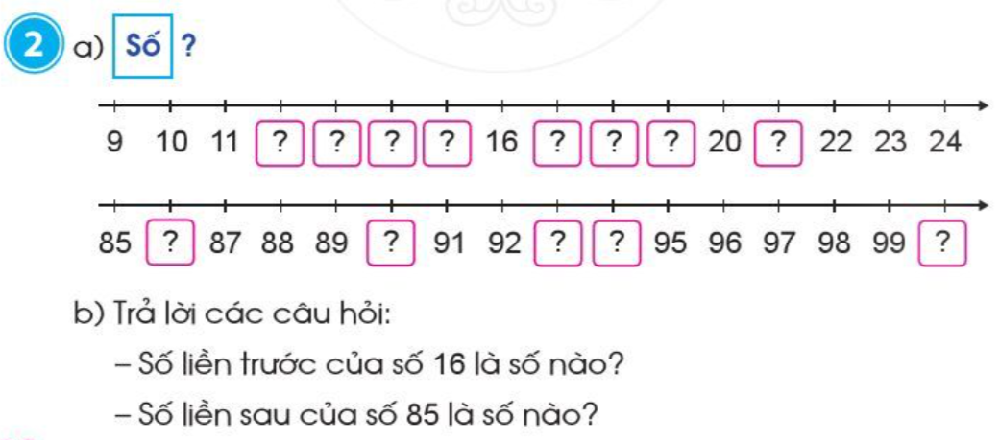 2 a) Số ?
9 10 11 ? ? ? ? 16 ? ? ? 20 ? 22 23 24
85 ? 87 88 89 ? 91 92 ? ? 95 96 97 98 99 ?
b) Trả lời các câu hỏi:
– Số liền trước của số 16 là số nào?
– Số liền sau của số 85 là số nào?